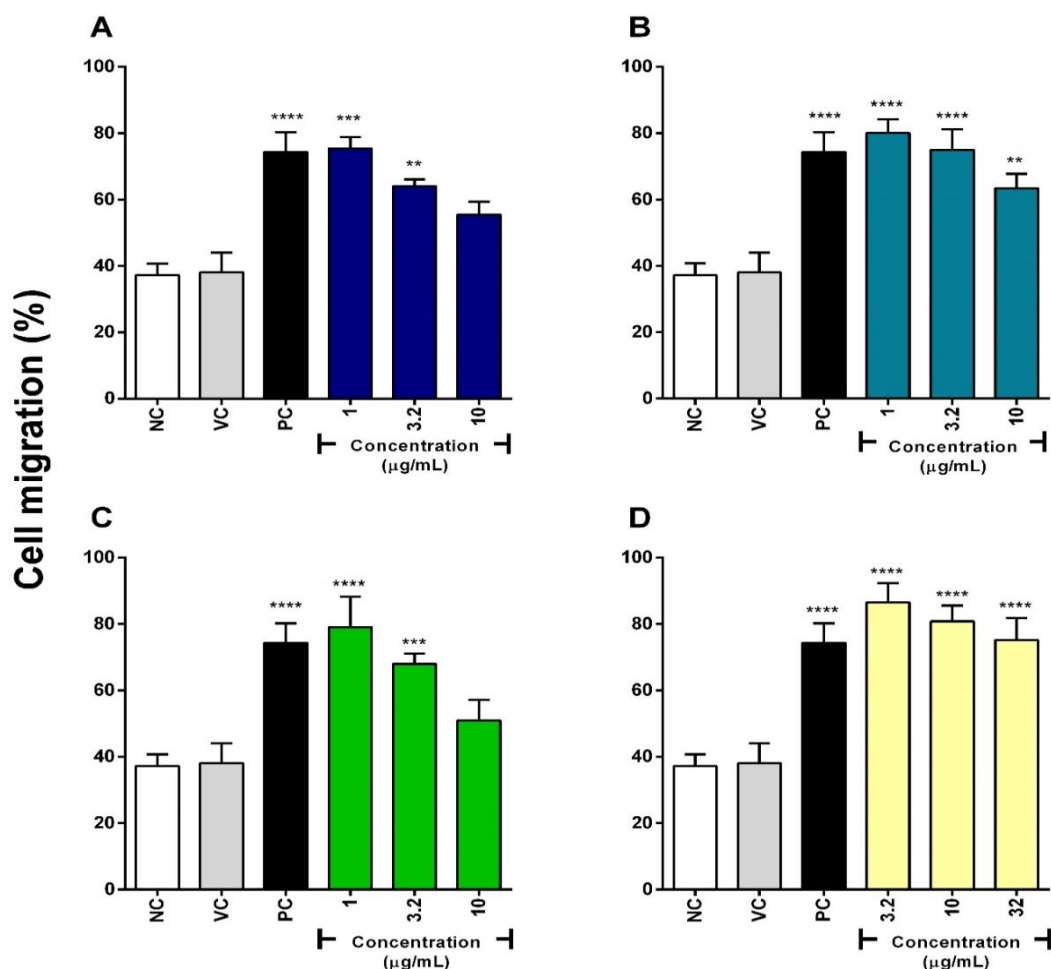 Cell migration (%)
A
100
80
60
40
20
0
****
***
**
NC
VC
PC
1
3.2
10
Concentration
(μg/mL)
B
100
80
60
40
20
0
****
****
****
**
NC
VC
PC
1
3.2
10
Concentration
(μg/mL)
C
100
80
60
40
20
0
****
****
***
NC
VC
PC
1
3.2
10
Concentration
(μg/mL)
D
100
80
60
40
20
0
****
****
****
****
NC
VC
PC
3.2
10
32
Concentration
(μg/mL)